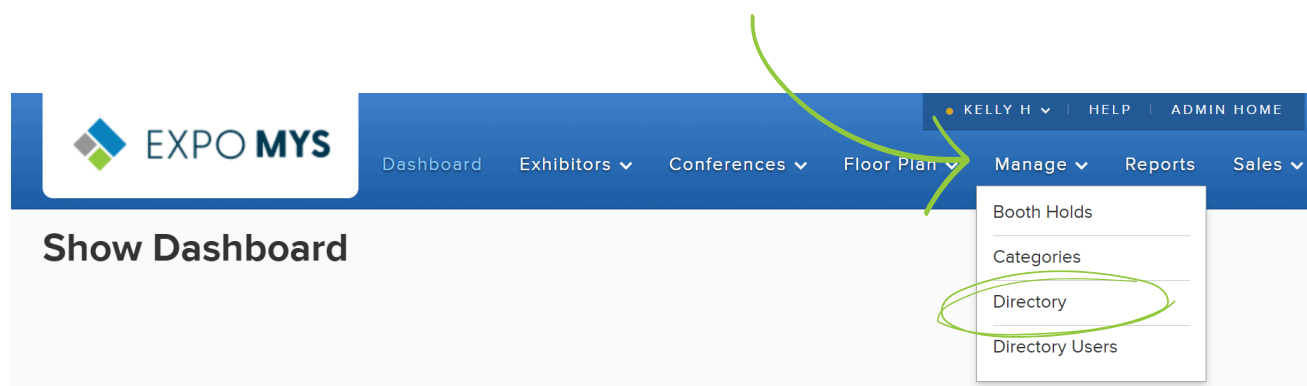 KELLY H HELP ADMIN HOME
EXPO MYS
Dashboard Exhibitors Conferences Floor Plan Manage Reports Sales
Booth Holds
Show Dashboard
Categories
Directory
Directory Users